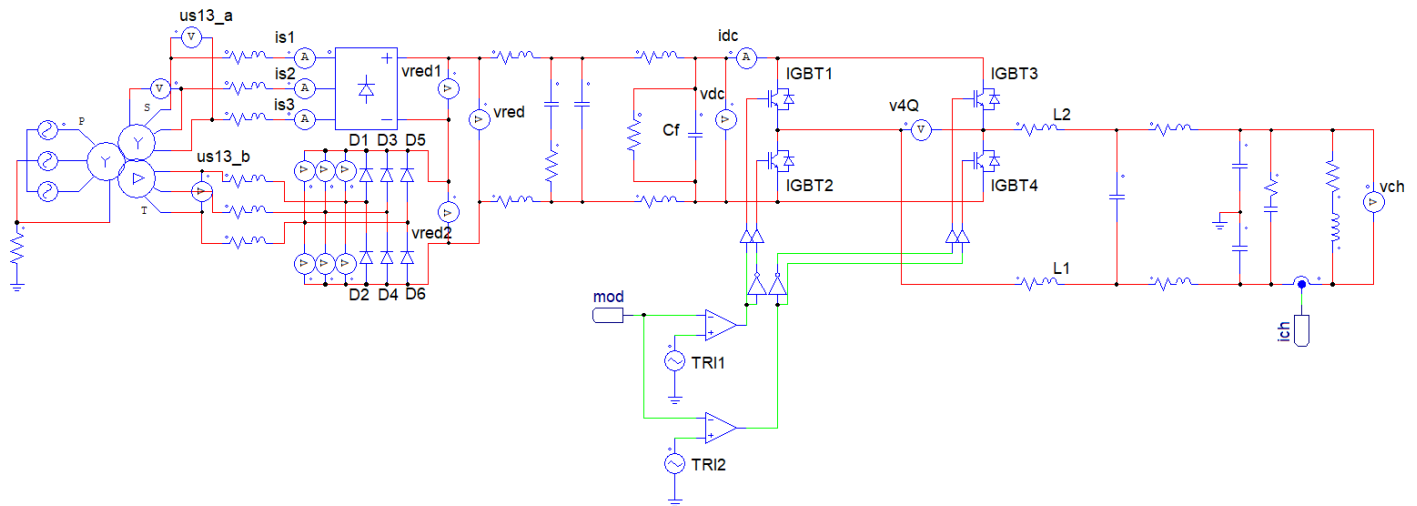 us13_a
is1
idc
V
A
+
vred1
A
IGBT1
IGBT3
is2
V
A
S
vred
vdc
v4Q
L2
P
is3
A
Cf
V
Y
D1 D3 D5
Y
us13_b
IGBT2
IGBT4
vch
T
vred2
L1
D2 D4 D6
mod
ich
TRI1
TRI2